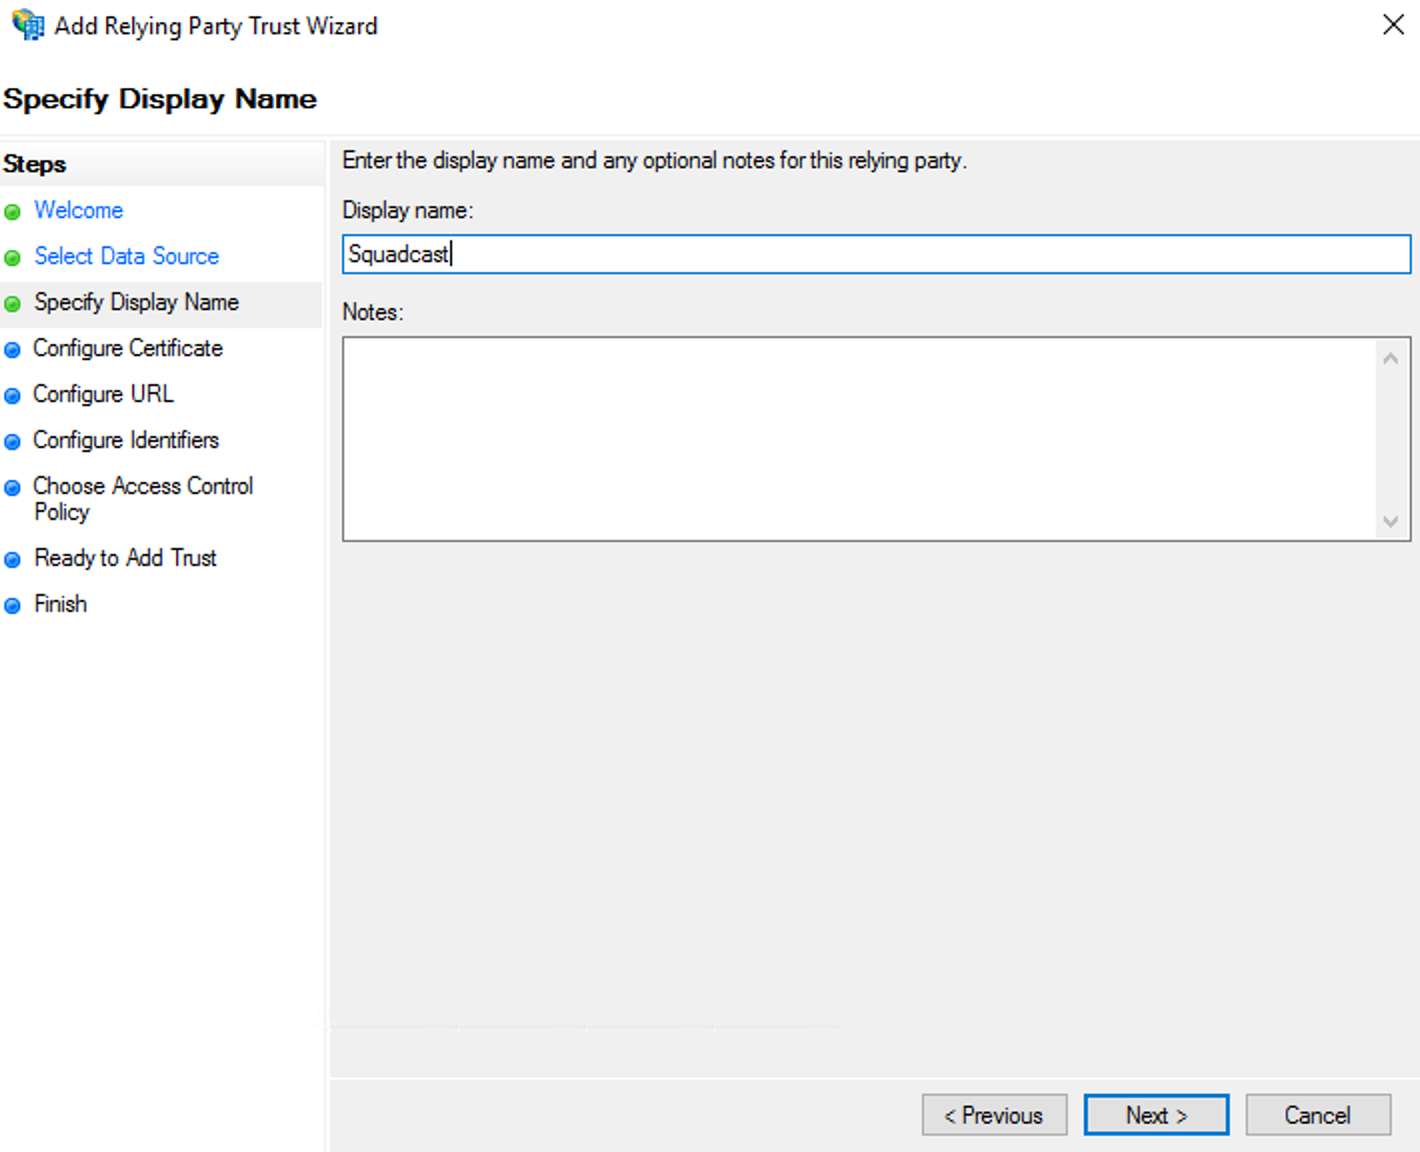 Add Relying Party Trust Wizard
Specify Display Name
Steps
Welcome
Select Data Source
Specify Display Name
Configure Certificate
Configure URL
Configure Identifiers
Choose Access Control
Policy
Ready to Add Trust
Finish
Enter the display name and any optional notes for this relying party.
Display name:
Squadcast
Notes:
< Previous
Next >
Cancel